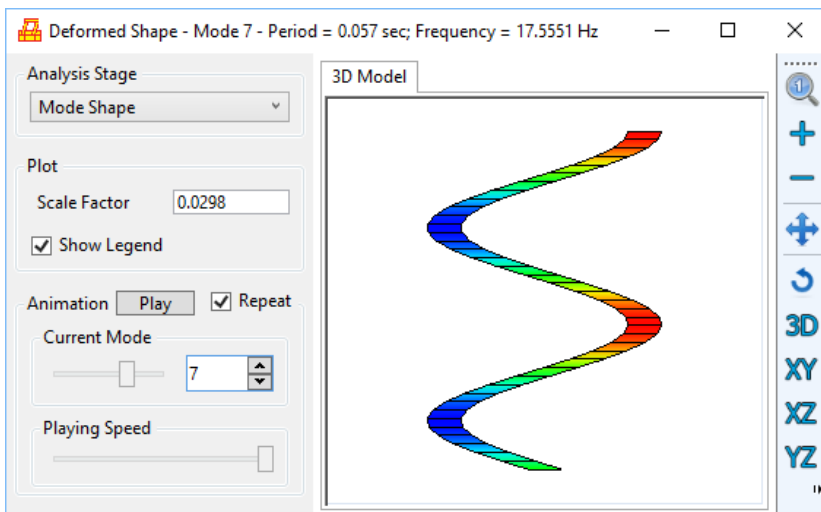 Deformed Shape - Mode 7 - Period = 0.057 sec; Frequency = 17.5551 Hz
Analysis Stage
Mode Shape
Plot
Scale Factor 0.0298
Show Legend
Animation Play Repeat
Current Mode
7
Playing Speed
3D Model
1
3D
XY
XZ
YZ